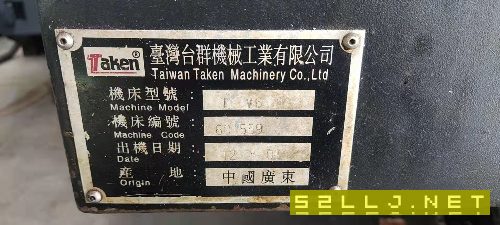 Taken®
臺灣台群機械工業有限公司
Taiwan Taken Machinery Co.,Ltd
機床型號：
Machine Model
機床編號：
Machine Code
出機日期：
Date
產地：中國廣東
Origin
52LLJ.NET